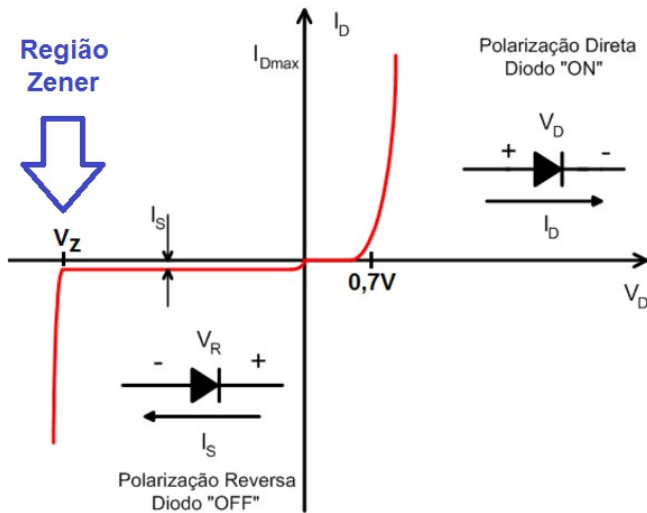 Região
Zener
I_D
I_Dmax
Polarização Direta
Diodo "ON"
V_D
+ -
I_D
I_S
V_Z
0,7V
V_D
V_R
- +
I_S
Polarização Reversa
Diodo "OFF"